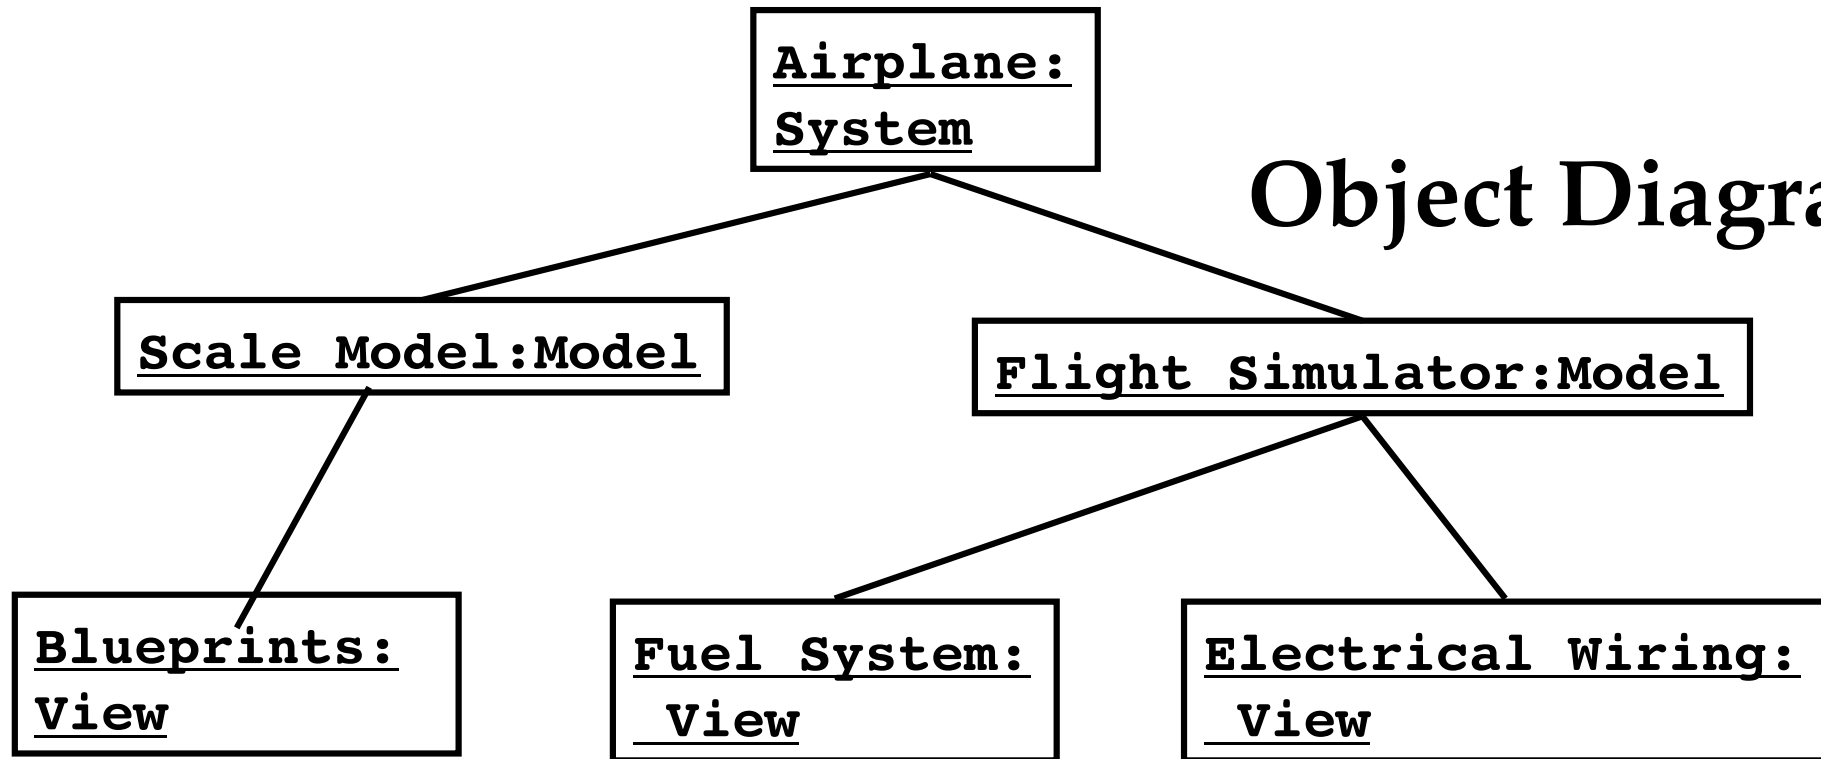 Airplane:
System
Object Diagra
Scale Model:Model
Flight Simulator:Model
Blueprints:
View
Fuel System:
View
Electrical Wiring:
View